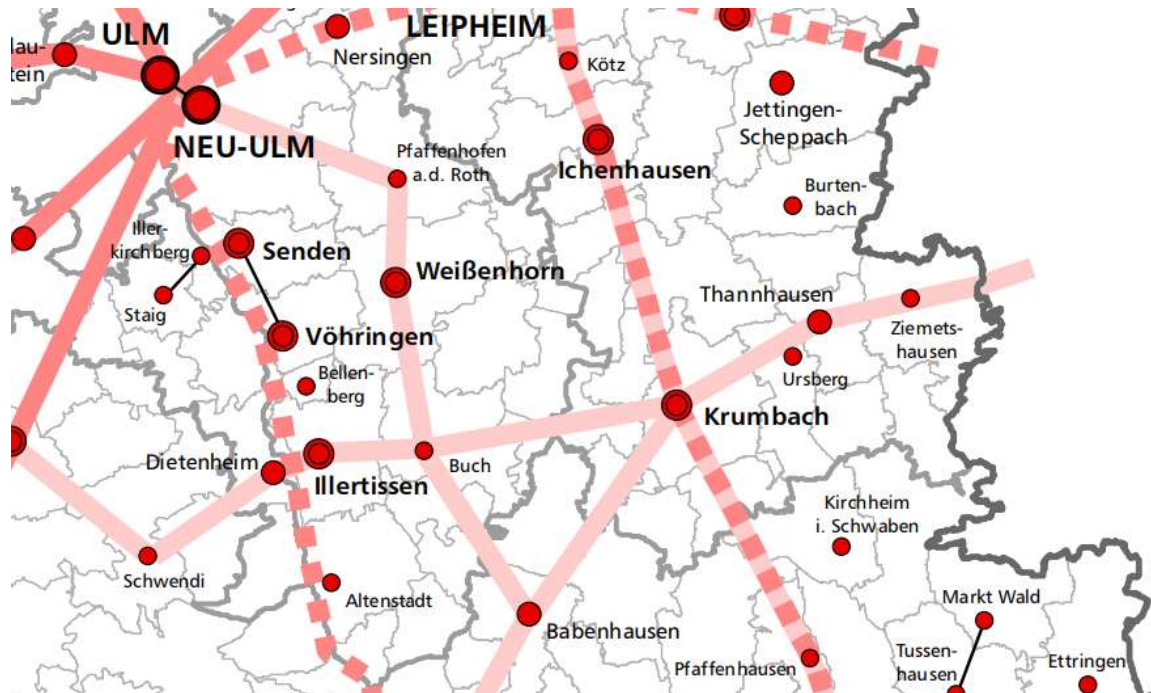 ULM
LEIPHEIM
lau-
tein
Nersingen
Kötz
Jettingen-
Scheppach
NEU-ULM
Pfaffenhofen
a.d. Roth
Ichenhausen
Burten-
bach
Iller-
kirchberg
Senden
Weißenhorn
Staig
Thannhausen
Ziemets-
hausen
Vöhringen
Ursberg
Bellen-
berg
Krumbach
Dietenheim
Buch
Illertissen
Kirchheim
i. Schwaben
Schwendi
Altenstadt
Markt Wald
Babenhausen
Pfaffenhausen
Tussen-
hausen
Ettringen